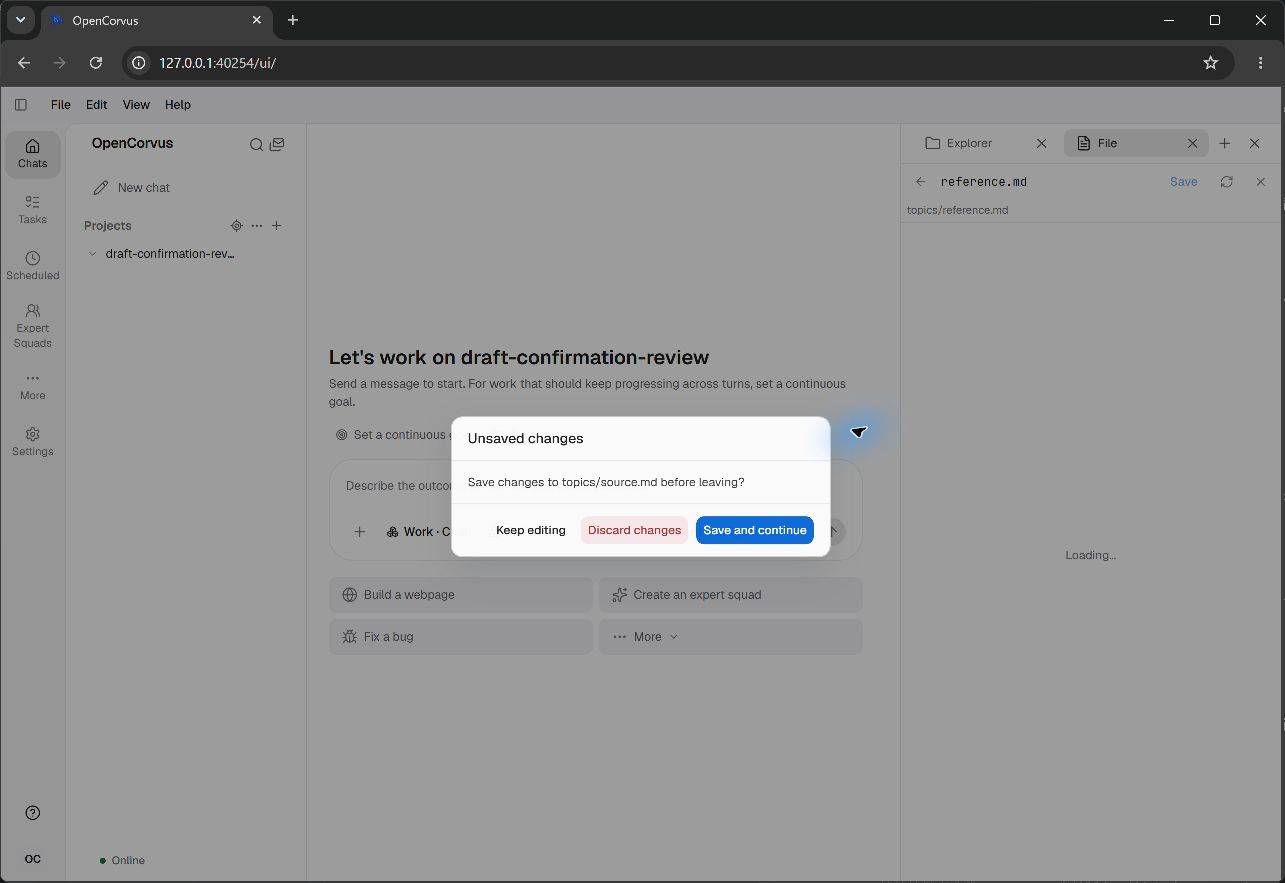 OpenCorvus
127.0.0.1:40254/ui/
File Edit View Help
Chats
Tasks
Scheduled
Expert
Squads
More
Settings
OC
OpenCorvus
New chat
Projects
draft-confirmation-rev...
Online
Let's work on draft-confirmation-review
Send a message to start. For work that should keep progressing across turns, set a continuous
goal.
Set a continuous
Describe the outco
Work · C
Unsaved changes
Save changes to topics/source.md before leaving?
Keep editing Discard changes Save and continue
Build a webpage
Create an expert squad
Fix a bug
More
Explorer
File
reference.md
Save
topics/reference.md
Loading...